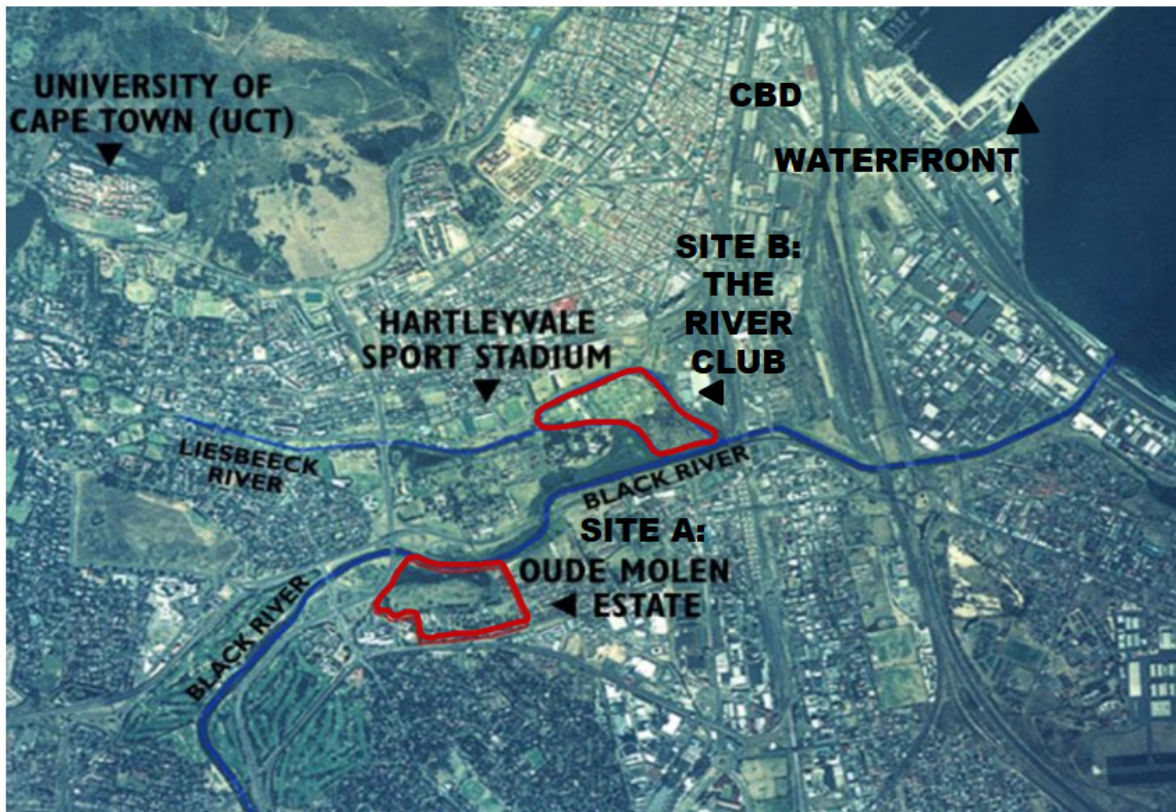 UNIVERSITY OF
CAPE TOWN (UCT)
CBD
WATERFRONT
SITE B:
THE
RIVER
CLUB
HARTLEYVALE
SPORT STADIUM
LIESBEECK
RIVER
BLACK RIVER
SITE A:
OUDE MOLEN
ESTATE
BLACK RIVER